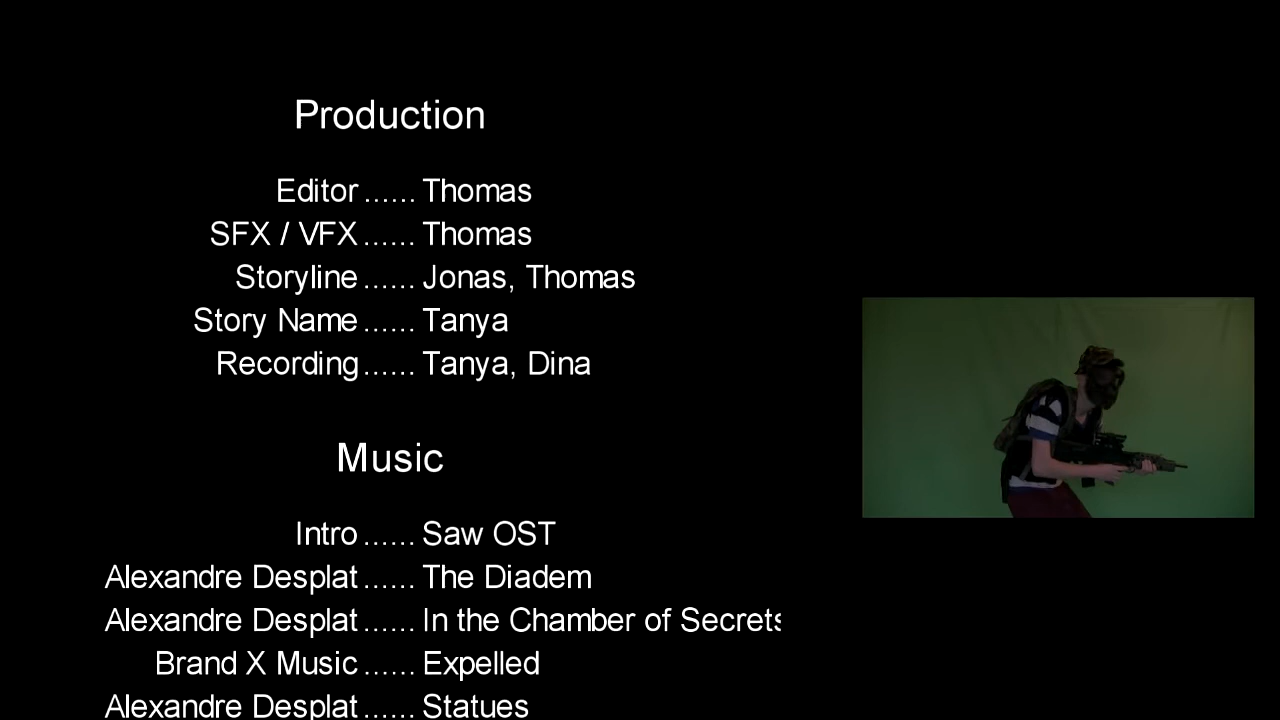 Production
Editor ...... Thomas
SFX / VFX ...... Thomas
Storyline ...... Jonas, Thomas
Story Name ...... Tanya
Recording ...... Tanya, Dina
Music
Intro ...... Saw OST
Alexandre Desplat ...... The Diadem
Alexandre Desplat ...... In the Chamber of Secrets
Brand X Music ...... Expelled
Alexandre Desplat ...... Statues